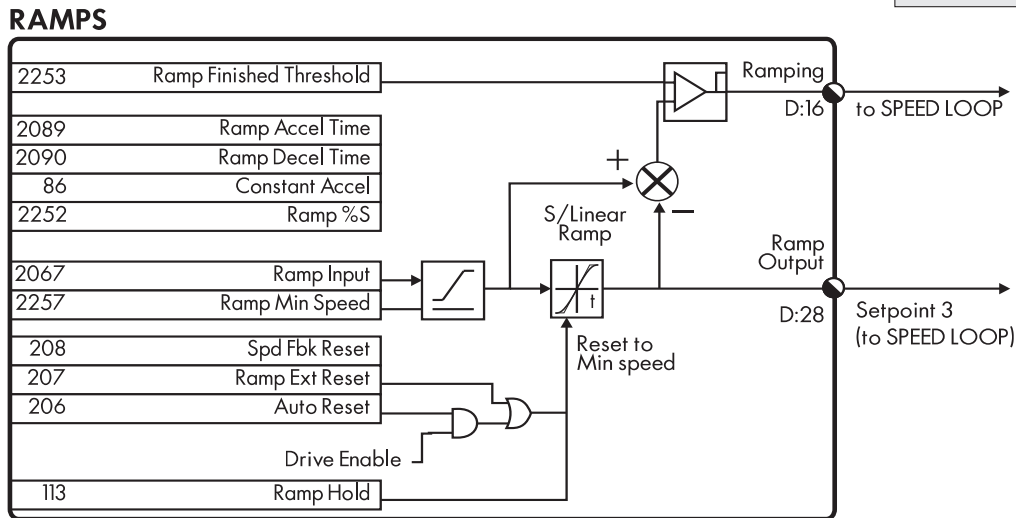 RAMPS
2253 Ramp Finished Threshold
2089 Ramp Accel Time
2090 Ramp Decel Time
86 Constant Accel
2252 Ramp %S
2067 Ramp Input
2257 Ramp Min Speed
208 Spd Fbk Reset
207 Ramp Ext Reset
206 Auto Reset
Drive Enable
113 Ramp Hold
+
−
S/Linear
Ramp
t
Reset to
Min speed
Ramping
D:16
to SPEED LOOP
Ramp
Output
D:28
Setpoint 3
(to SPEED LOOP)